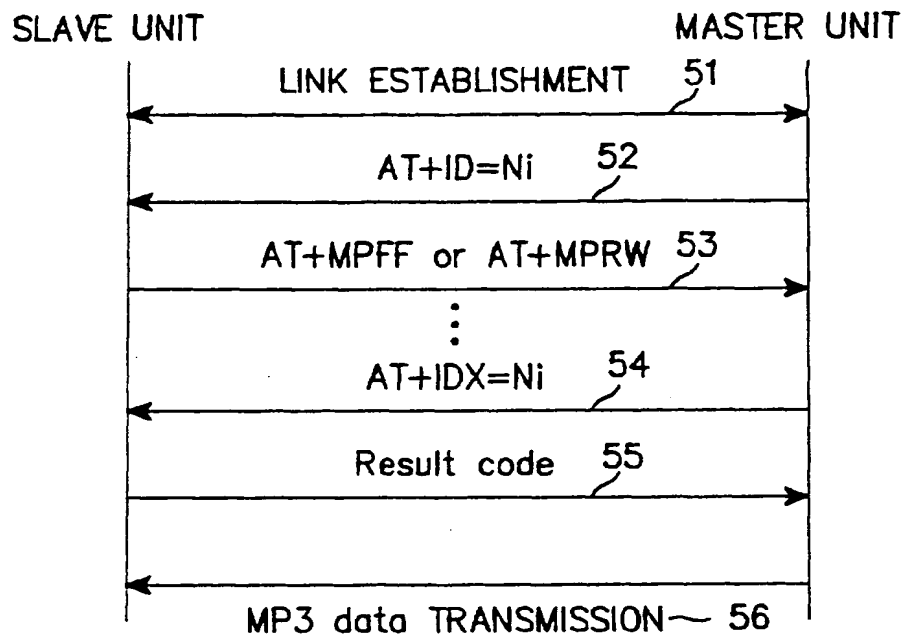 SLAVE UNIT MASTER UNIT
LINK ESTABLISHMENT 51
AT+ID=Ni 52
AT+MPFF or AT+MPRW 53
AT+IDX=Ni 54
Result code 55
MP3 data TRANSMISSION 56